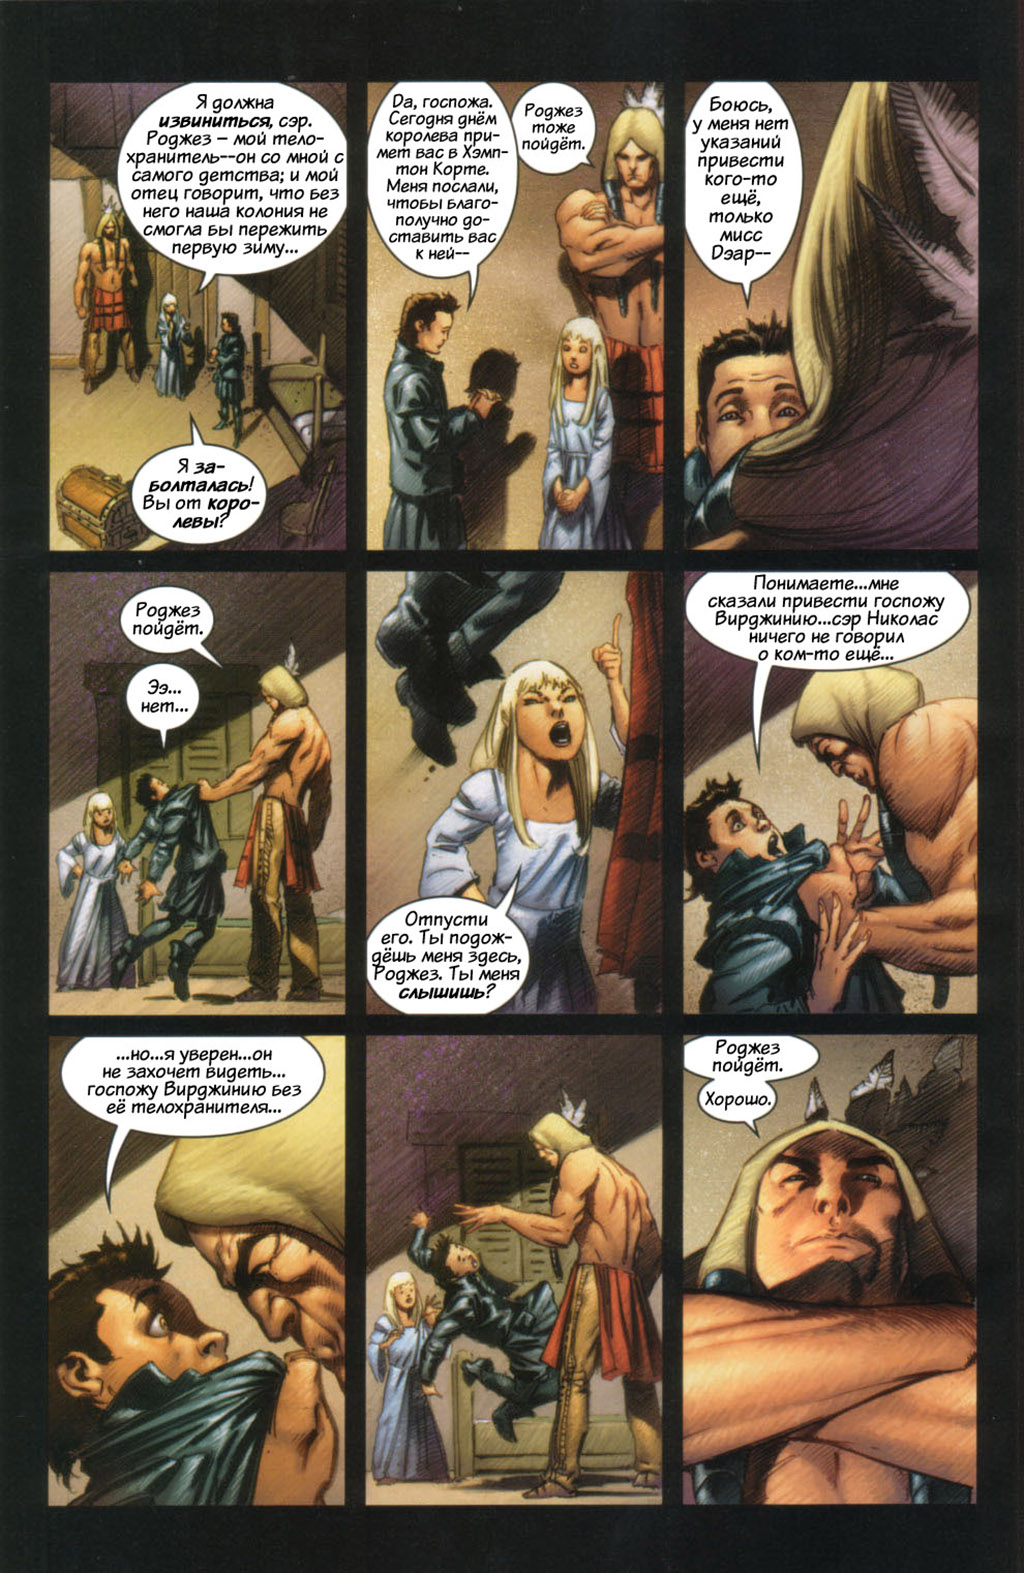 Я должна
извиниться, сэр.
Роджез – мой тело-
хранитель--он со мной с
самого детства; и мой
отец говорит, что без
него наша колония не
смогла бы пережить
первую зиму...
Я за-
болталась!
Вы от коро-
левы?
Да, госпожа.
Сегодня днём
королева при-
мет вас в Хэмп-
тон Корте.
Меня послали,
чтобы благо-
получно до-
ставить вас
к ней--
Роджез
тоже
пойдёт.
Боюсь,
у меня нет
указаний
привести
кого-то
ещё,
только
мисс
Dэар--
Роджез
пойдёт.
Ээ...
нет...
Отпусти
его. Ты подож-
дёшь меня здесь,
Роджез. Ты меня
слышишь?
Понимаете...мне
сказали привести госпожу
Вирджинию...сэр Николас
ничего не говорил
о ком-то ещё...
...но...я уверен...он
не захочет видеть...
госпожу Вирджинию без
её телохранителя...
Роджез
пойдёт.
Хорошо.